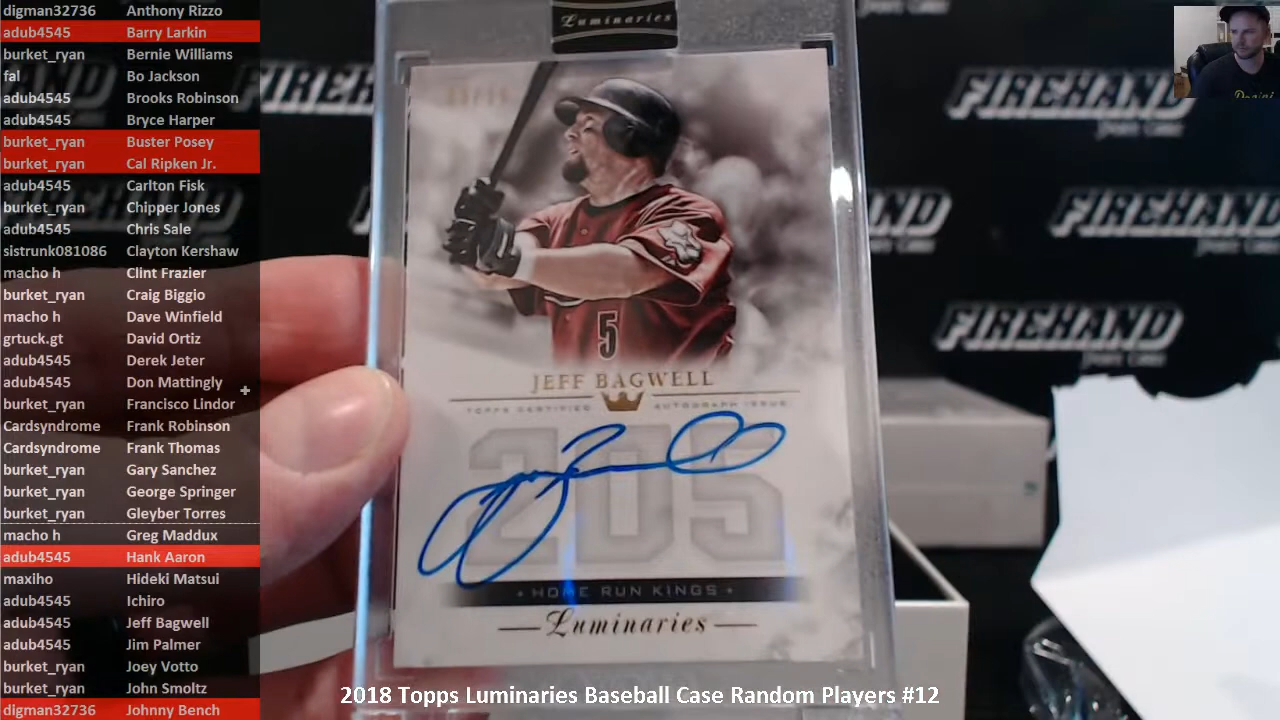 digman32736 Anthony Rizzo
adub4545 Barry Larkin
burket_ryan Bernie Williams
fal Bo Jackson
adub4545 Brooks Robinson
adub4545 Bryce Harper
burket_ryan Buster Posey
burket_ryan Cal Ripken Jr.
adub4545 Carlton Fisk
burket_ryan Chipper Jones
adub4545 Chris Sale
sistrunk081086 Clayton Kershaw
macho h Clint Frazier
burket_ryan Craig Biggio
macho h Dave Winfield
grtuck.gt David Ortiz
adub4545 Derek Jeter
adub4545 Don Mattingly
burket_ryan Francisco Lindor
Cardsyndrome Frank Robinson
Cardsyndrome Frank Thomas
burket_ryan Gary Sanchez
burket_ryan George Springer
burket_ryan Gleyber Torres
macho h Greg Maddux
adub4545 Hank Aaron
maxiho Hideki Matsui
adub4545 Ichiro
adub4545 Jeff Bagwell
adub4545 Jim Palmer
burket_ryan Joey Votto
burket_ryan John Smoltz
digman32736 Johnny Bench
Luminaries
5
JEFF BAGWELL
TOPPS CERTIFIED AUTOGRAPH ISSUE
205
• HOME RUN KINGS •
Luminaries
FIREHAND
FIREHAND
FIREHAND
FIREHAND
FIREHAND
FIREHAND
2018 Topps Luminaries Baseball Case Random Players #12